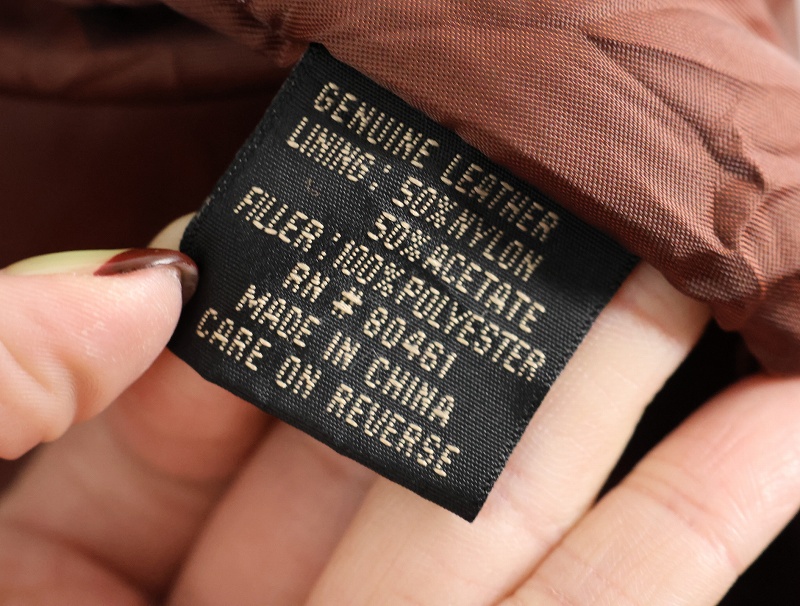 GENUINE LEATHER
LINING: 50%NYLON
50%ACETATE
FILLER:100%POLYESTER
RN # 80461
MADE IN CHINA
CARE ON REVERSE